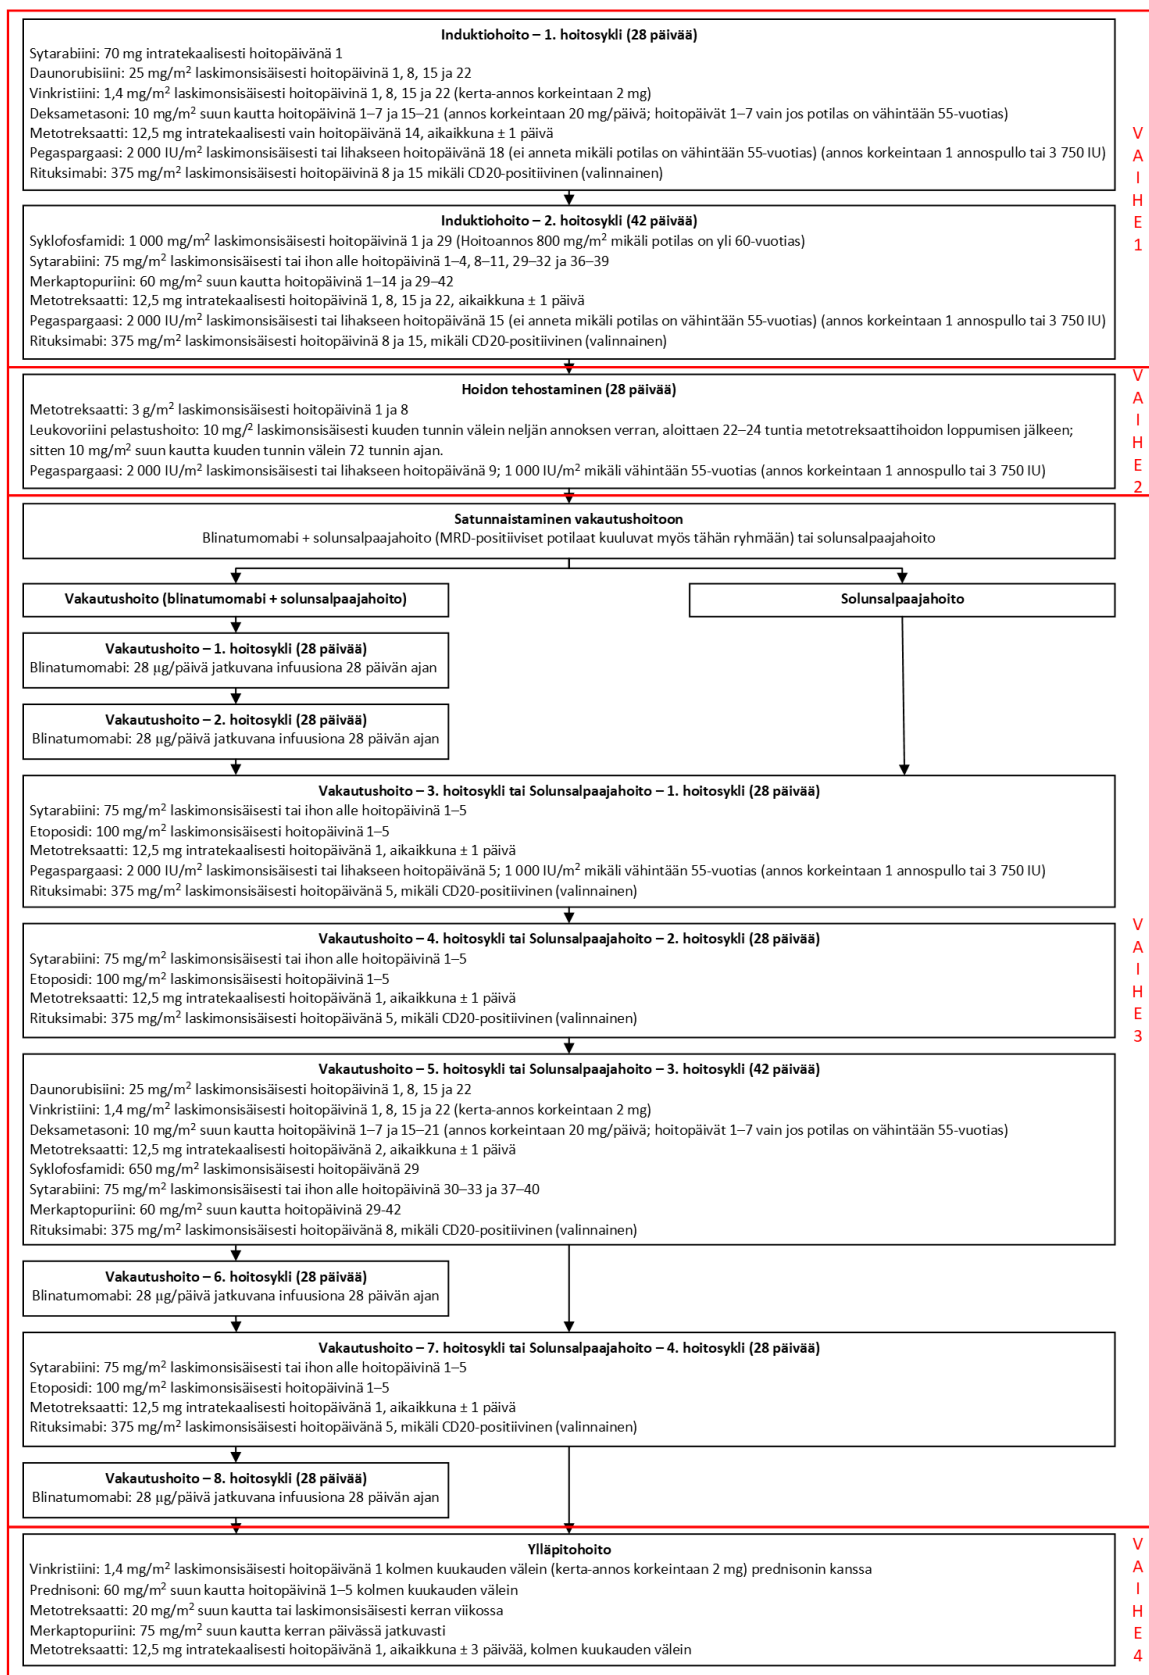 Induktiohoito – 1. hoitosykli (28 päivää)
Sytarabiini: 70 mg intratekaalisesti hoitopäivänä 1
Daunorubisiini: 25 mg/m² laskimonsisäisesti hoitopäivinä 1, 8, 15 ja 22
Vinkristiini: 1,4 mg/m² laskimonsisäisesti hoitopäivinä 1, 8, 15 ja 22 (kerta-annos korkeintaan 2 mg)
Deksametasoni: 10 mg/m² suun kautta hoitopäivinä 1–7 ja 15–21 (annos korkeintaan 20 mg/päivä; hoitopäivät 1–7 vain jos potilas on vähintään 55-vuotias)
Metotreksaatti: 12,5 mg intratekaalisesti vain hoitopäivänä 14, aikaikkuna ± 1 päivä
Pegaspargaasi: 2 000 IU/m² laskimonsisäisesti tai lihakseen hoitopäivänä 18 (ei anneta mikäli potilas on vähintään 55-vuotias) (annos korkeintaan 1 annospullo tai 3 750 IU)
Rituksimabi: 375 mg/m² laskimonsisäisesti hoitopäivinä 8 ja 15 mikäli CD20-positiivinen (valinnainen)
VAIHE1
Induktiohoito – 2. hoitosykli (42 päivää)
Syklofosfamidi: 1 000 mg/m² laskimonsisäisesti hoitopäivinä 1 ja 29 (Hoitoannos 800 mg/m² mikäli potilas on yli 60-vuotias)
Sytarabiini: 75 mg/m² laskimonsisäisesti tai ihon alle hoitopäivinä 1–4, 8–11, 29–32 ja 36–39
Merkaptopuriini: 60 mg/m² suun kautta hoitopäivinä 1–14 ja 29–42
Metotreksaatti: 12,5 mg intratekaalisesti hoitopäivinä 1, 8, 15 ja 22, aikaikkuna ± 1 päivä
Pegaspargaasi: 2 000 IU/m² laskimonsisäisesti tai lihakseen hoitopäivänä 15 (ei anneta mikäli potilas on vähintään 55-vuotias) (annos korkeintaan 1 annospullo tai 3 750 IU)
Rituksimabi: 375 mg/m² laskimonsisäisesti hoitopäivinä 8 ja 15, mikäli CD20-positiivinen (valinnainen)
Hoidon tehostaminen (28 päivää)
Metotreksaatti: 3 g/m² laskimonsisäisesti hoitopäivinä 1 ja 8
Leukovoriini pelastushoito: 10 mg/² laskimonsisäisesti kuuden tunnin välein neljän annoksen verran, aloittaen 22–24 tuntia metotreksaattihoidon loppumisen jälkeen;
sitten 10 mg/m² suun kautta kuuden tunnin välein 72 tunnin ajan.
Pegaspargaasi: 2 000 IU/m² laskimonsisäisesti tai lihakseen hoitopäivänä 9; 1 000 IU/m² mikäli vähintään 55-vuotias (annos korkeintaan 1 annospullo tai 3 750 IU)
VAIHE2
Satunnaistaminen vakautushoitoon
Blinatumomabi + solunsalpaajahoito (MRD-positiiviset potilaat kuuluvat myös tähän ryhmään) tai solunsalpaajahoito
Vakautushoito (blinatumomabi + solunsalpaajahoito)
Solunsalpaajahoito
Vakautushoito – 1. hoitosykli (28 päivää)
Blinatumomabi: 28 µg/päivä jatkuvana infuusiona 28 päivän ajan
Vakautushoito – 2. hoitosykli (28 päivää)
Blinatumomabi: 28 µg/päivä jatkuvana infuusiona 28 päivän ajan
Vakautushoito – 3. hoitosykli tai Solunsalpaajahoito – 1. hoitosykli (28 päivää)
Sytarabiini: 75 mg/m² laskimonsisäisesti tai ihon alle hoitopäivinä 1–5
Etoposidi: 100 mg/m² laskimonsisäisesti hoitopäivinä 1–5
Metotreksaatti: 12,5 mg intratekaalisesti hoitopäivinä 1, aikaikkuna ± 1 päivä
Pegaspargaasi: 2 000 IU/m² laskimonsisäisesti tai lihakseen hoitopäivänä 5; 1 000 IU/m² mikäli vähintään 55-vuotias (annos korkeintaan 1 annospullo tai 3 750 IU)
Rituksimabi: 375 mg/m² laskimonsisäisesti hoitopäivänä 5, mikäli CD20-positiivinen (valinnainen)
Vakautushoito – 4. hoitosykli tai Solunsalpaajahoito – 2. hoitosykli (28 päivää)
Sytarabiini: 75 mg/m² laskimonsisäisesti tai ihon alle hoitopäivinä 1–5
Etoposidi: 100 mg/m² laskimonsisäisesti hoitopäivinä 1–5
Metotreksaatti: 12,5 mg intratekaalisesti hoitopäivänä 1, aikaikkuna ± 1 päivä
Rituksimabi: 375 mg/m² laskimonsisäisesti hoitopäivänä 5, mikäli CD20-positiivinen (valinnainen)
VAIHE3
Vakautushoito – 5. hoitosykli tai Solunsalpaajahoito – 3. hoitosykli (42 päivää)
Daunorubisiini: 25 mg/m² laskimonsisäisesti hoitopäivinä 1, 8, 15 ja 22
Vinkristiini: 1,4 mg/m² laskimonsisäisesti hoitopäivinä 1, 8, 15 ja 22 (kerta-annos korkeintaan 2 mg)
Deksametasoni: 10 mg/m² suun kautta hoitopäivinä 1–7 ja 15–21 (annos korkeintaan 20 mg/päivä; hoitopäivät 1–7 vain jos potilas on vähintään 55-vuotias)
Metotreksaatti: 12,5 mg intratekaalisesti hoitopäivinä 2, aikaikkuna ± 1 päivä
Syklofosfamidi: 650 mg/m² laskimonsisäisesti hoitopäivänä 29
Sytarabiini: 75 mg/m² laskimonsisäisesti tai ihon alle hoitopäivinä 30–33 ja 37–40
Merkaptopuriini: 60 mg/m² suun kautta hoitopäivinä 29-42
Rituksimabi: 375 mg/m² laskimonsisäisesti hoitopäivänä 8, mikäli CD20-positiivinen (valinnainen)
Vakautushoito – 6. hoitosykli (28 päivää)
Blinatumomabi: 28 µg/päivä jatkuvana infuusiona 28 päivän ajan
Vakautushoito – 7. hoitosykli tai Solunsalpaajahoito – 4. hoitosykli (28 päivää)
Sytarabiini: 75 mg/m² laskimonsisäisesti tai ihon alle hoitopäivinä 1–5
Etoposidi: 100 mg/m² laskimonsisäisesti hoitopäivinä 1–5
Metotreksaatti: 12,5 mg intratekaalisesti hoitopäivänä 1, aikaikkuna ± 1 päivä
Rituksimabi: 375 mg/m² laskimonsisäisesti hoitopäivänä 5, mikäli CD20-positiivinen (valinnainen)
Vakautushoito – 8. hoitosykli (28 päivää)
Blinatumomabi: 28 µg/päivä jatkuvana infuusiona 28 päivän ajan
Ylläpitohoito
Vinkristiini: 1,4 mg/m² laskimonsisäisesti hoitopäivänä 1 kolmen kuukauden välein (kerta-annos korkeintaan 2 mg) prednisonin kanssa
Prednisoni: 60 mg/m² suun kautta hoitopäivinä 1–5 kolmen kuukauden välein
Metotreksaatti: 20 mg/m² suun kautta tai laskimonsisäisesti kerran viikossa
Merkaptopuriini: 75 mg/m² suun kautta kerran päivässä jatkuvasti
Metotreksaatti: 12,5 mg intratekaalisesti hoitopäivänä 1, aikaikkuna ± 3 päivää, kolmen kuukauden välein
VAIHE4